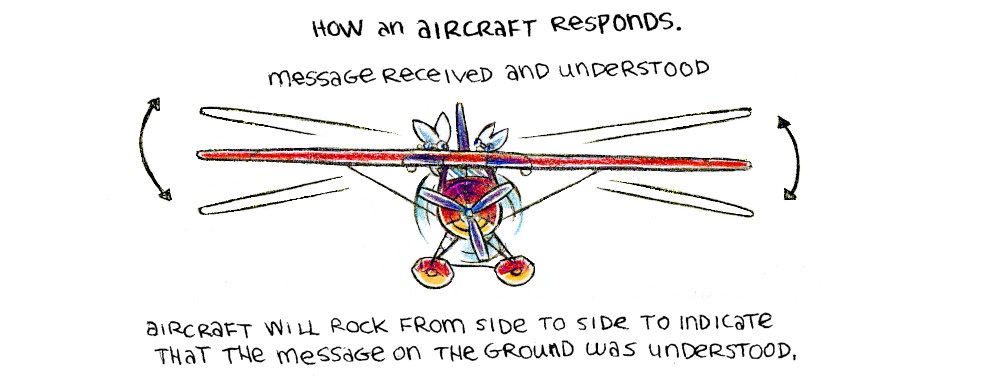 HOW an AIRCRAFT RESPONDS.
MESSAGE RECEIVED AND UNDERSTOOD
AIRCRAFT WILL ROCK FROM SIDE TO SIDE TO INDICATE
THAT THE MESSAGE ON THE GROUND WAS UNDERSTOOD.